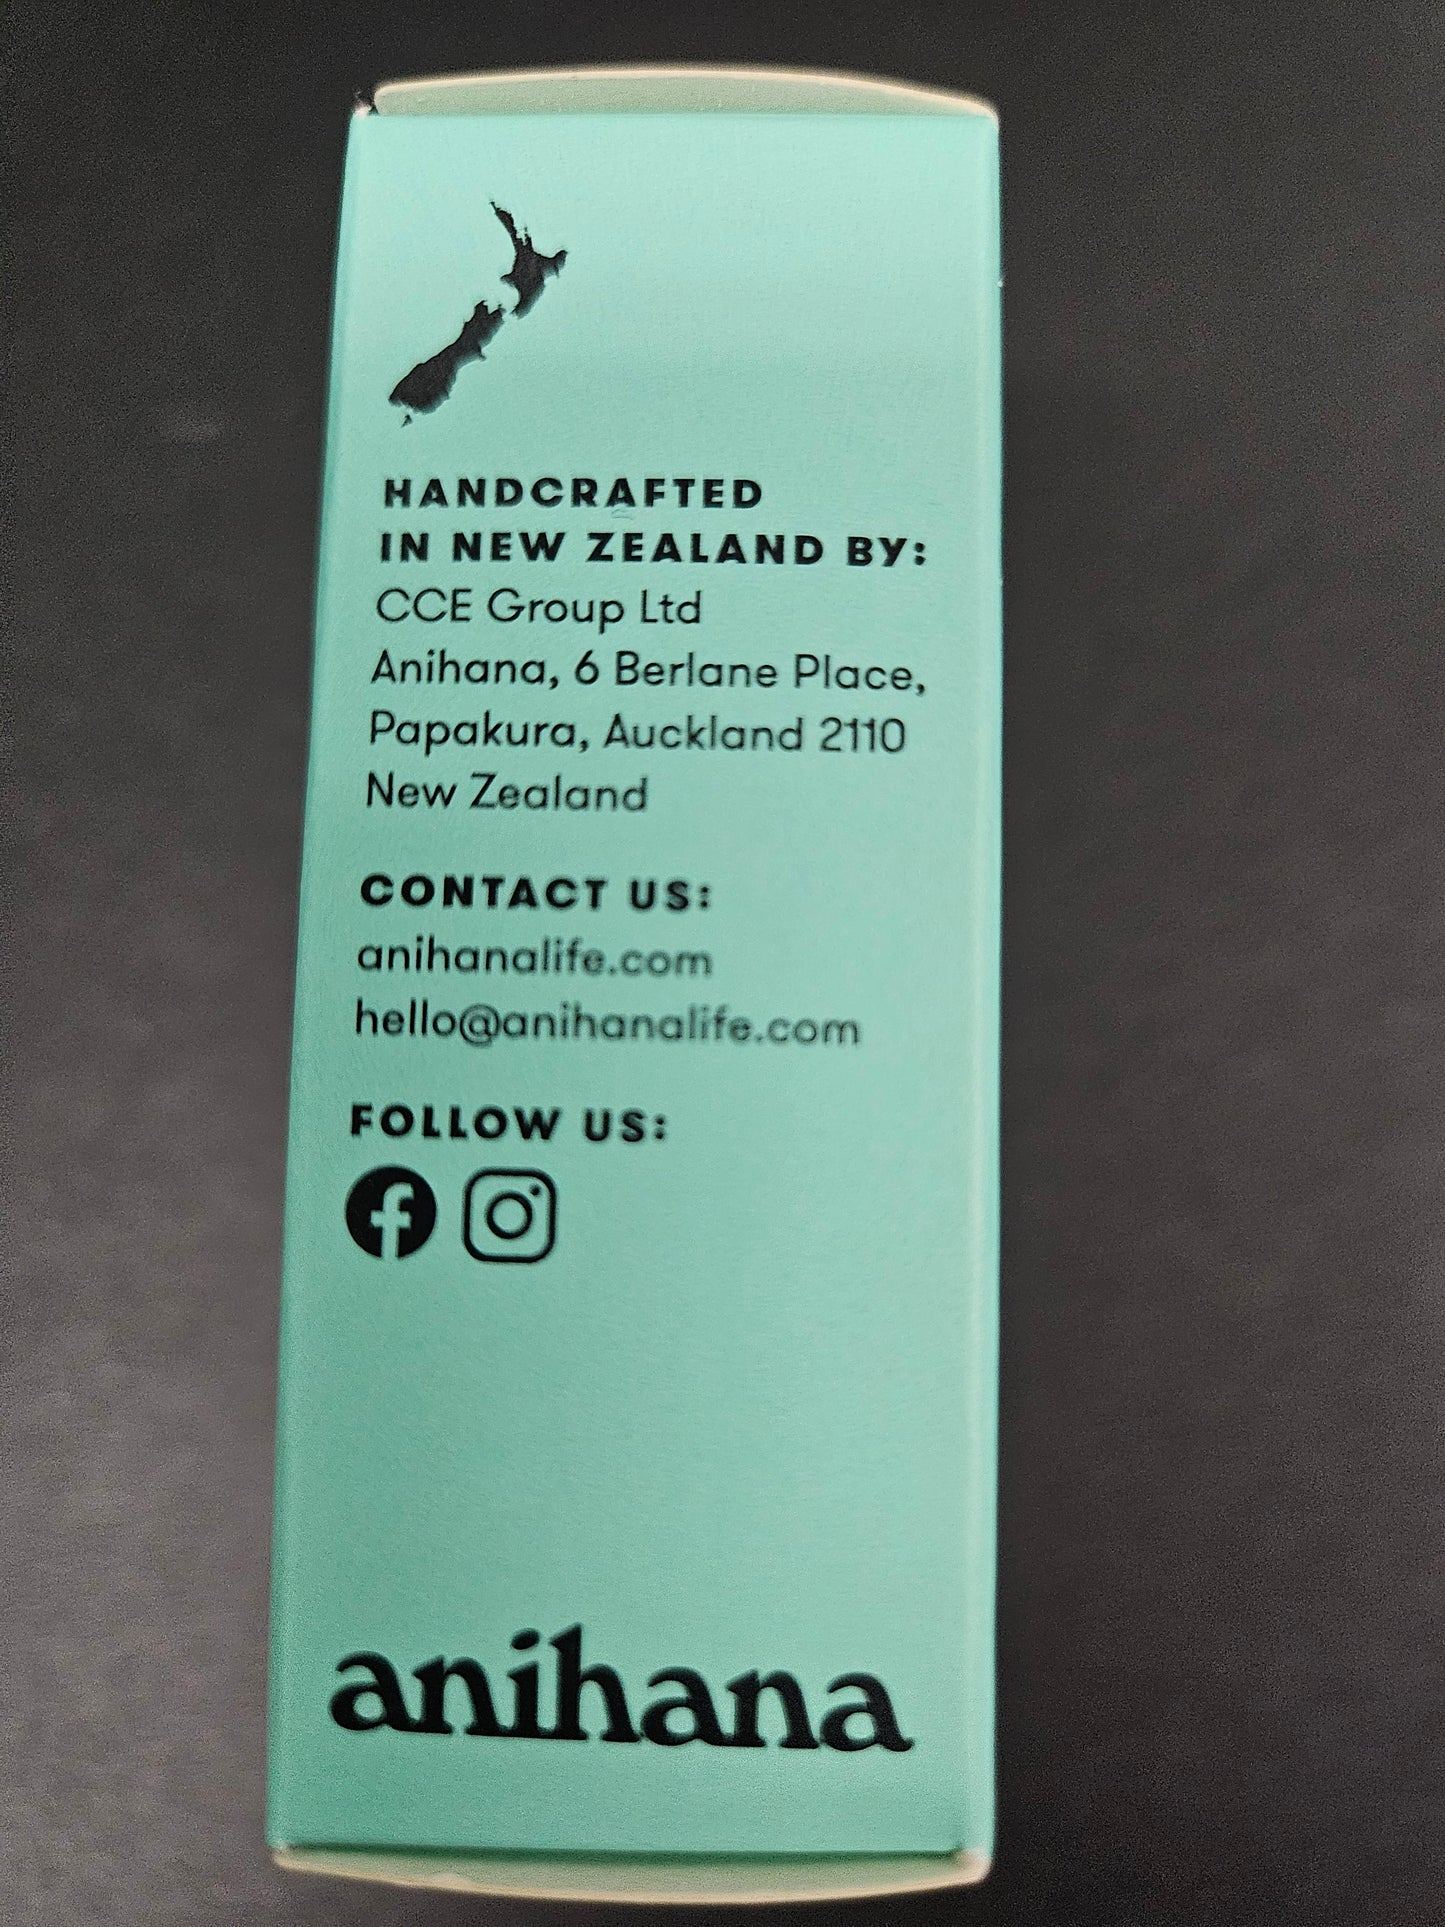 HANDCRAFTED
IN NEW ZEALAND BY:
CCE Group Ltd
Anihana, 6 Berlane Place,
Papakura, Auckland 2110
New Zealand
CONTACT US:
anihanalife.com
hello@anihanalife.com
FOLLOW US:
anihana